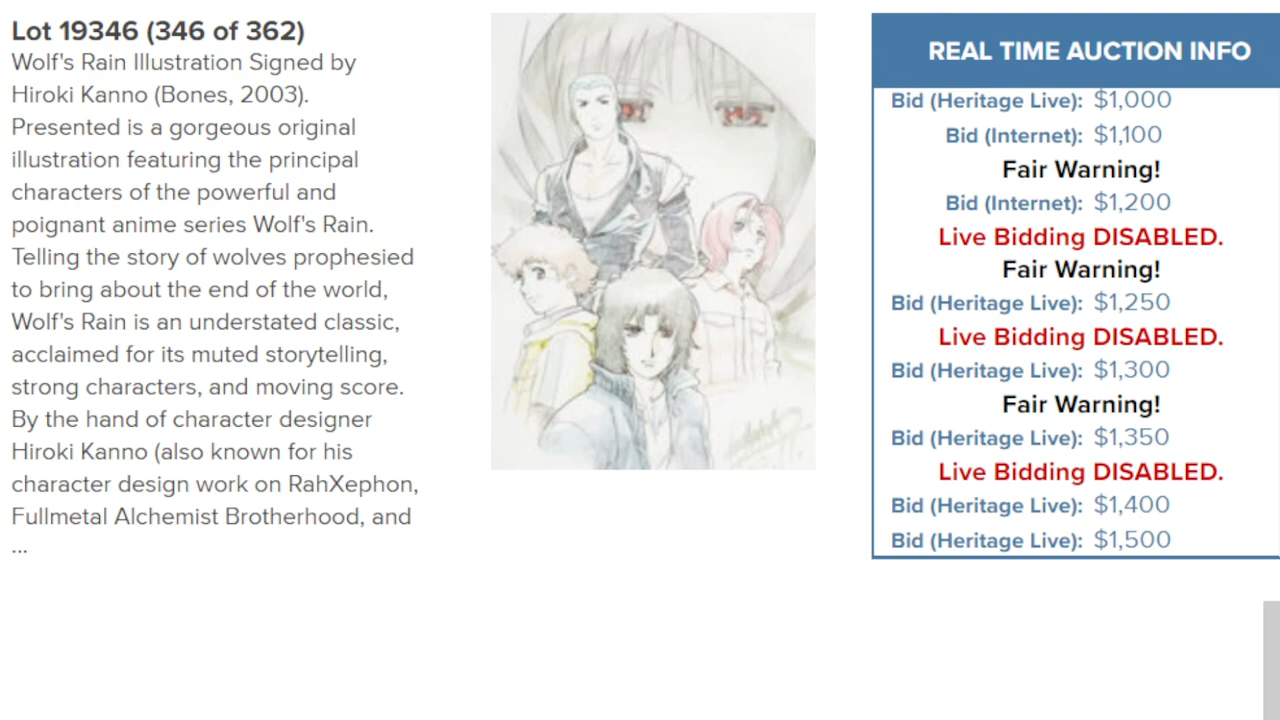 Lot 19346 (346 of 362)
Wolf's Rain Illustration Signed by
Hiroki Kanno (Bones, 2003).
Presented is a gorgeous original
illustration featuring the principal
characters of the powerful and
poignant anime series Wolf's Rain.
Telling the story of wolves prophesied
to bring about the end of the world,
Wolf's Rain is an understated classic,
acclaimed for its muted storytelling,
strong characters, and moving score.
By the hand of character designer
Hiroki Kanno (also known for his
character design work on RahXephon,
Fullmetal Alchemist Brotherhood, and
...
REAL TIME AUCTION INFO
Bid (Heritage Live): $1,000
Bid (Internet): $1,100
Fair Warning!
Bid (Internet): $1,200
Live Bidding DISABLED.
Fair Warning!
Bid (Heritage Live): $1,250
Live Bidding DISABLED.
Bid (Heritage Live): $1,300
Fair Warning!
Bid (Heritage Live): $1,350
Live Bidding DISABLED.
Bid (Heritage Live): $1,400
Bid (Heritage Live): $1,500